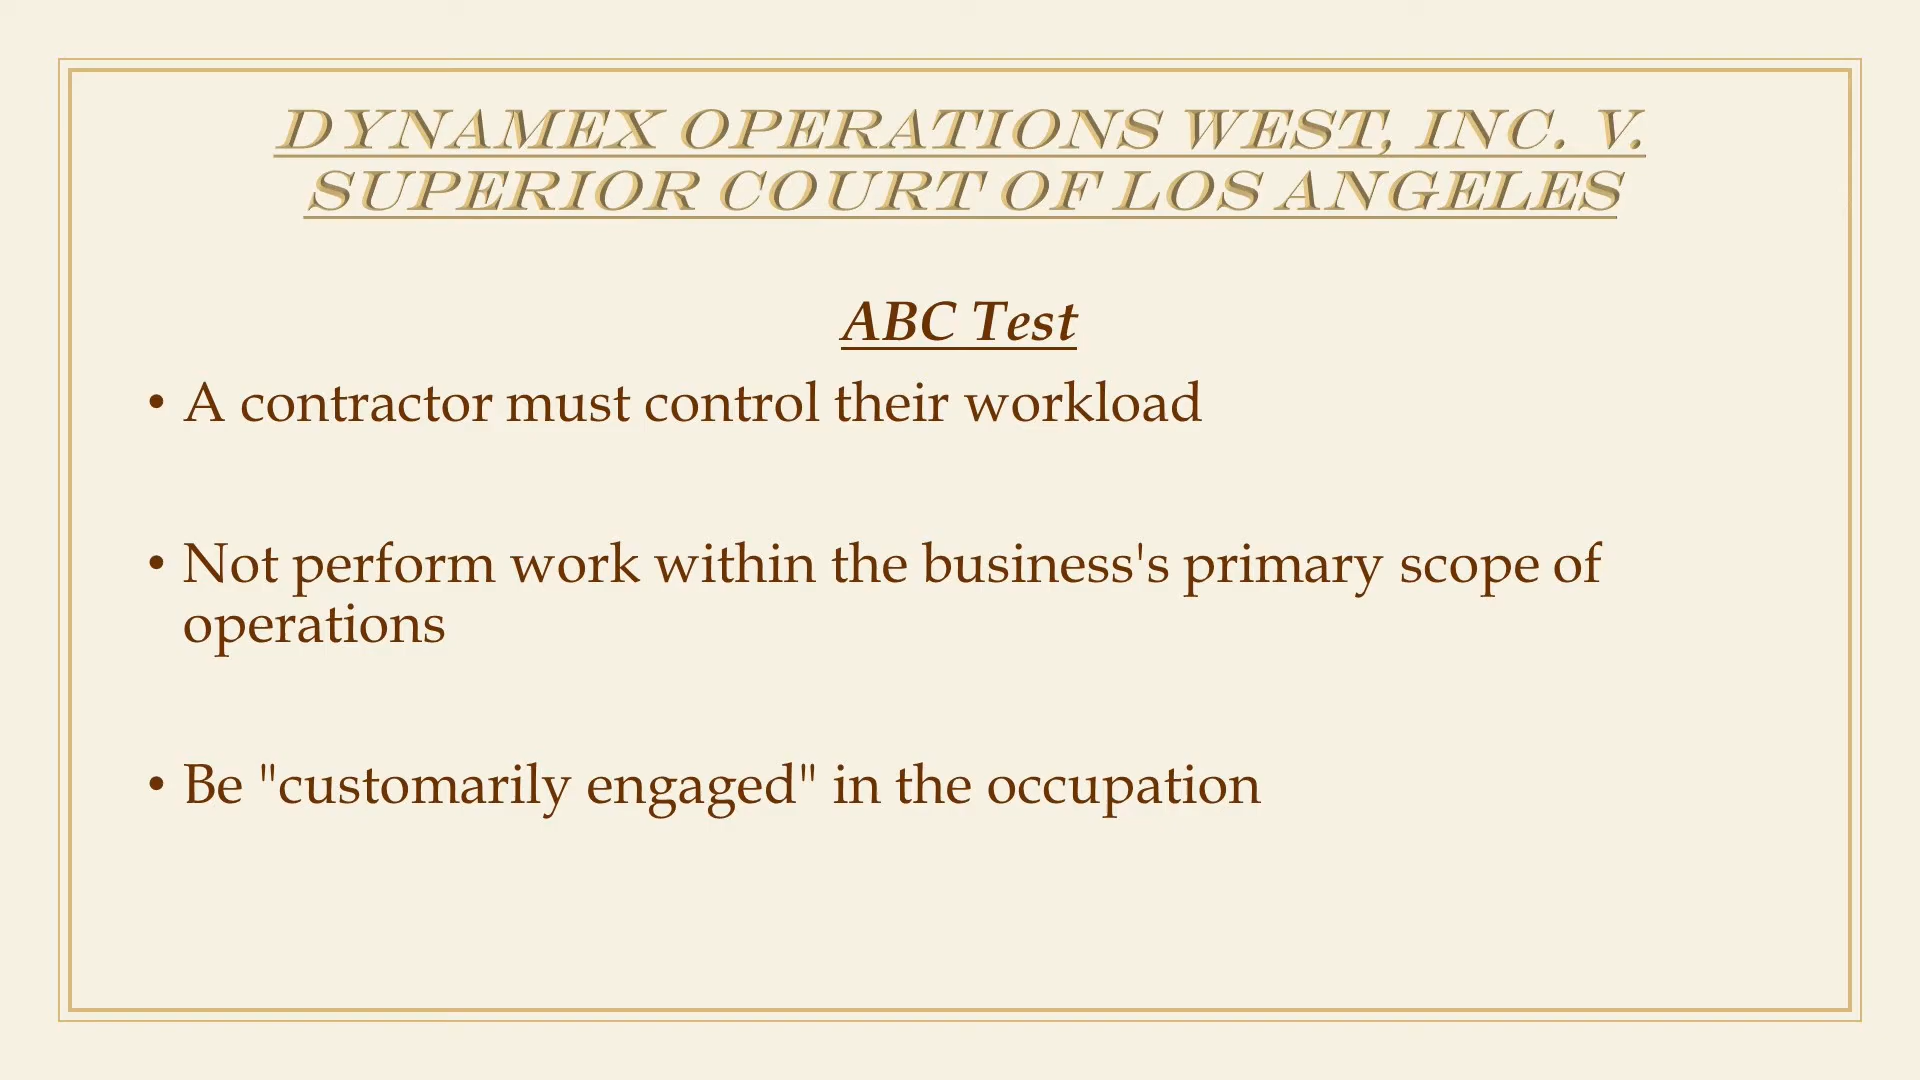 DYNAMEX OPERATIONS WEST, INC. V.
SUPERIOR COURT OF LOS ANGELES
ABC Test
• A contractor must control their workload
• Not perform work within the business's primary scope of
operations
• Be "customarily engaged" in the occupation